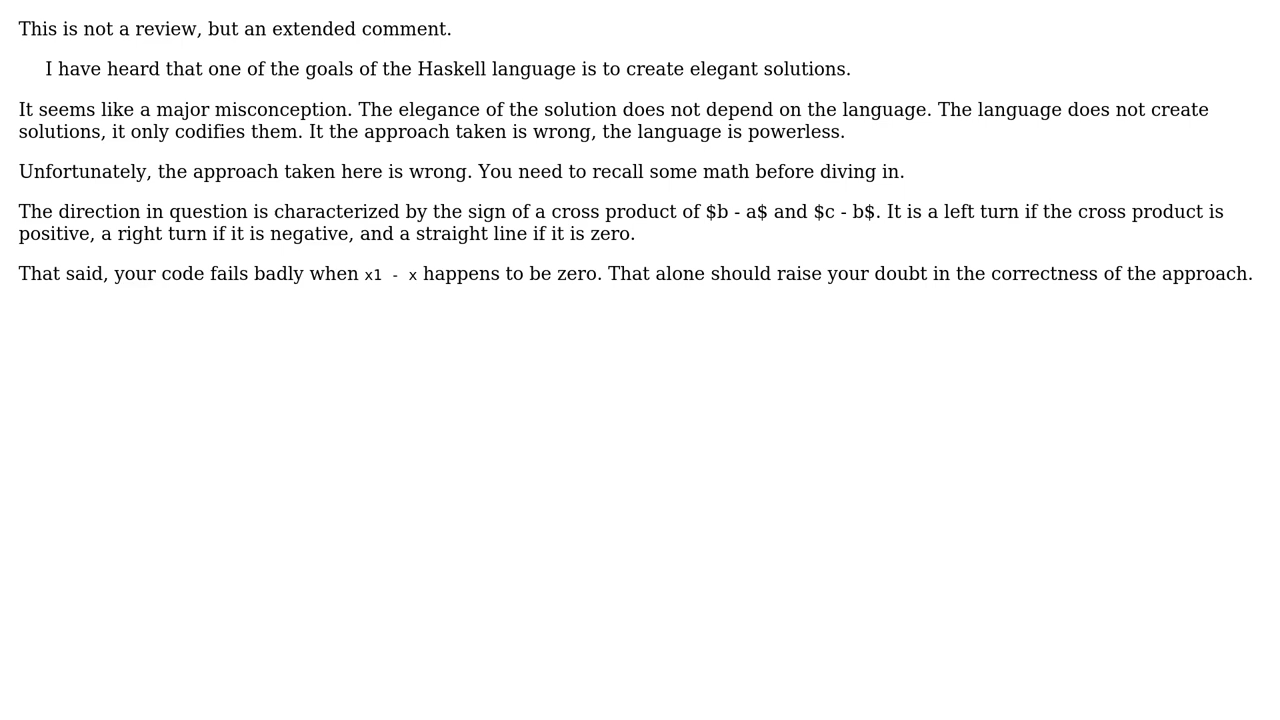 This is not a review, but an extended comment.
I have heard that one of the goals of the Haskell language is to create elegant solutions.
It seems like a major misconception. The elegance of the solution does not depend on the language. The language does not create
solutions, it only codifies them. It the approach taken is wrong, the language is powerless.
Unfortunately, the approach taken here is wrong. You need to recall some math before diving in.
The direction in question is characterized by the sign of a cross product of $b - a$ and $c - b$. It is a left turn if the cross product is
positive, a right turn if it is negative, and a straight line if it is zero.
That said, your code fails badly when x1 - x happens to be zero. That alone should raise your doubt in the correctness of the approach.